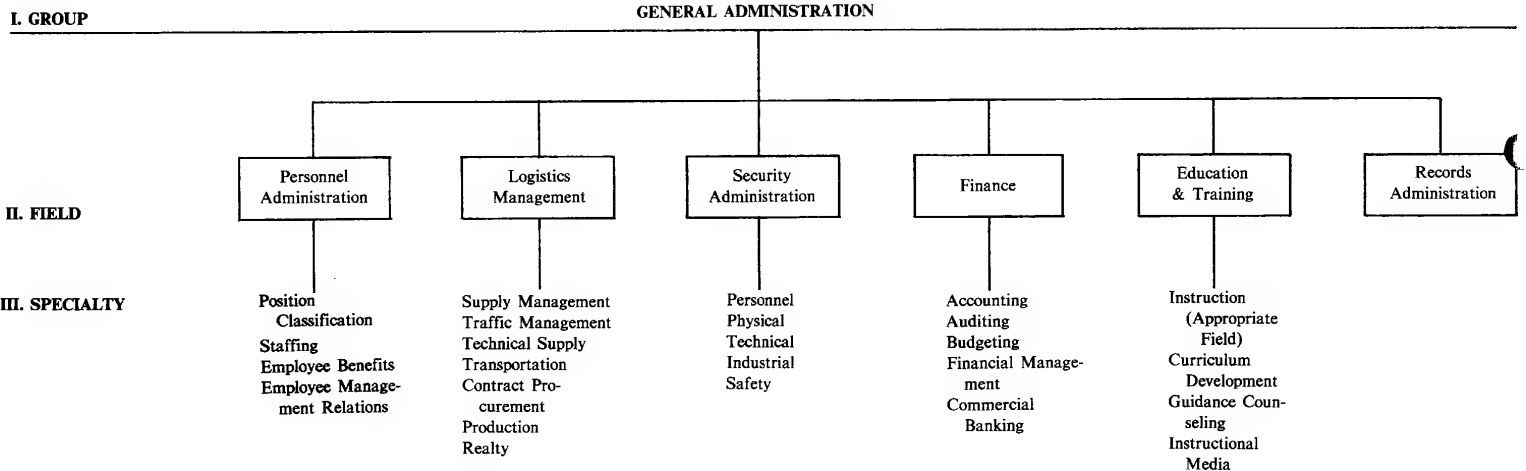 I. GROUP
GENERAL ADMINISTRATION
II. FIELD
Personnel
Administration
Logistics
Management
Security
Administration
Finance
Education
& Training
Records
Administration
III. SPECIALTY
Position
Classification
Staffing
Employee Benefits
Employee Manage-
ment Relations
Supply Management
Traffic Management
Technical Supply
Transportation
Contract Pro-
curement
Production
Realty
Personnel
Physical
Technical
Industrial
Safety
Accounting
Auditing
Budgeting
Financial Manage-
ment
Commercial
Banking
Instruction
(Appropriate
Field)
Curriculum
Development
Guidance Coun-
seling
Instructional
Media